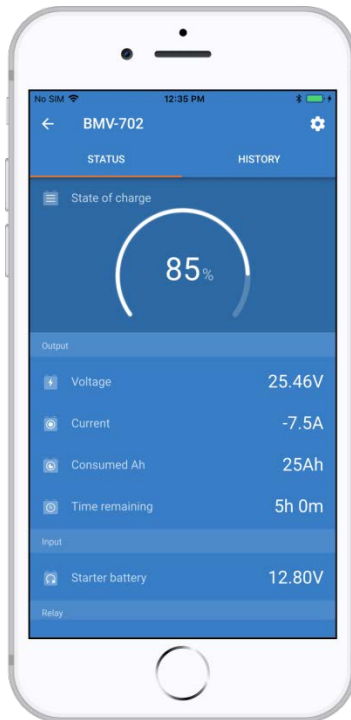 No SIM 12:35 PM
BMV-702
STATUS HISTORY
State of charge
85%
Output
Voltage 25.46V
Current -7.5A
Consumed Ah 25Ah
Time remaining 5h 0m
Input
Starter battery 12.80V
Relay